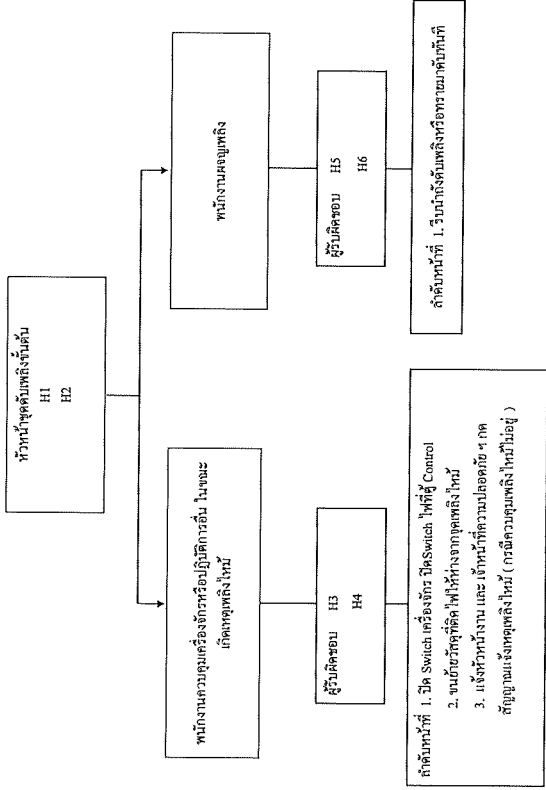 หัวหน้าชุดดับเพลิงขั้นต้น
H1
H2
พนักงานควบคุมเครื่องจักรหรือปฏิบัติการอื่น ในขณะ
เกิดเหตุเพลิงไหม้
ผู้รับผิดชอบ H3
H4
ลำดับหน้าที่ 1. ปิด Switch เครื่องจักร ปิดSwitch ไฟที่ตู้ Control
2. ขนย้ายวัสดุที่ติดไฟให้ห่างจากจุดเพลิงไหม้
3. แจ้งหัวหน้างาน และ เจ้าหน้าที่ความปลอดภัย ฯ กด
สัญญาณแจ้งเหตุเพลิงไหม้ ( กรณีควบคุมเพลิงไหม้ไม่อยู่ )
พนักงานผจญเพลิง
ผู้รับผิดชอบ H5
H6
ลำดับหน้าที่ 1. รีบนำถังดับเพลิงหรือทรายมาดับทันที